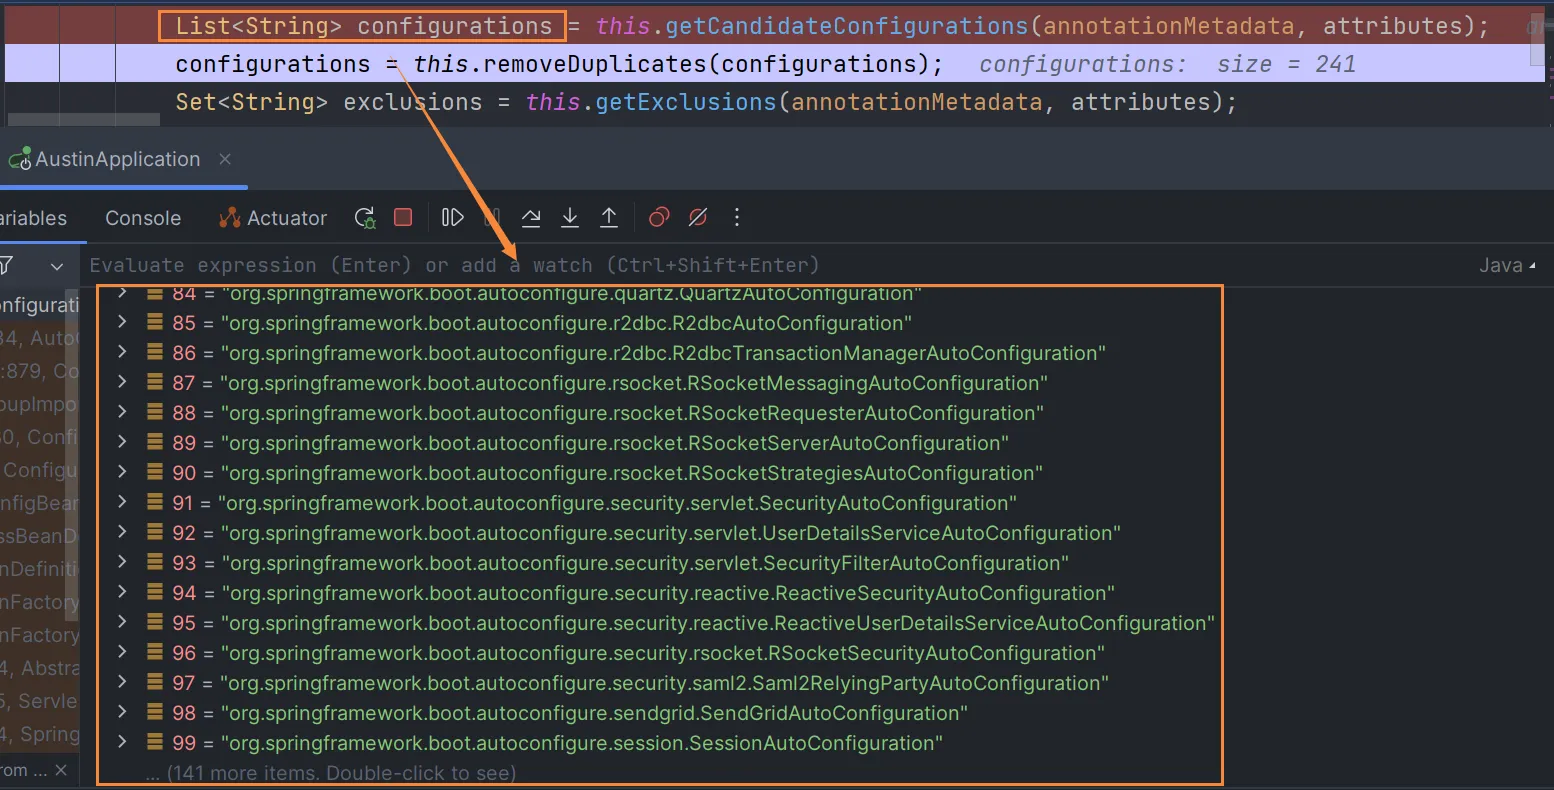 List<String> configurations = this.getCandidateConfigurations(annotationMetadata, attributes);
configurations = this.removeDuplicates(configurations);  configurations:  size = 241
Set<String> exclusions = this.getExclusions(annotationMetadata, attributes);
AustinApplication
ariables Console Actuator
Evaluate expression (Enter) or add a watch (Ctrl+Shift+Enter) Java
onfigurati
84 = "org.springframework.boot.autoconfigure.quartz.QuartzAutoConfiguration"
85 = "org.springframework.boot.autoconfigure.r2dbc.R2dbcAutoConfiguration"
34, AutoC
86 = "org.springframework.boot.autoconfigure.r2dbc.R2dbcTransactionManagerAutoConfiguration"
:879, Co
87 = "org.springframework.boot.autoconfigure.rsocket.RSocketMessagingAutoConfiguration"
oupImpo
88 = "org.springframework.boot.autoconfigure.rsocket.RSocketRequesterAutoConfiguration"
0, Confi
89 = "org.springframework.boot.autoconfigure.rsocket.RSocketServerAutoConfiguration"
Configu
90 = "org.springframework.boot.autoconfigure.rsocket.RSocketStrategiesAutoConfiguration"
nfigBear
91 = "org.springframework.boot.autoconfigure.security.servlet.SecurityAutoConfiguration"
ssBeanD
92 = "org.springframework.boot.autoconfigure.security.servlet.UserDetailsServiceAutoConfiguration"
nDefiniti
93 = "org.springframework.boot.autoconfigure.security.servlet.SecurityFilterAutoConfiguration"
nFactory
94 = "org.springframework.boot.autoconfigure.security.reactive.ReactiveSecurityAutoConfiguration"
nFactory
95 = "org.springframework.boot.autoconfigure.security.reactive.ReactiveUserDetailsServiceAutoConfiguration"
4, Abstra
96 = "org.springframework.boot.autoconfigure.security.rsocket.RSocketSecurityAutoConfiguration"
5, Servle
97 = "org.springframework.boot.autoconfigure.security.saml2.Saml2RelyingPartyAutoConfiguration"
4, Spring
98 = "org.springframework.boot.autoconfigure.sendgrid.SendGridAutoConfiguration"
99 = "org.springframework.boot.autoconfigure.session.SessionAutoConfiguration"
rom ...
... (141 more items. Double-click to see)